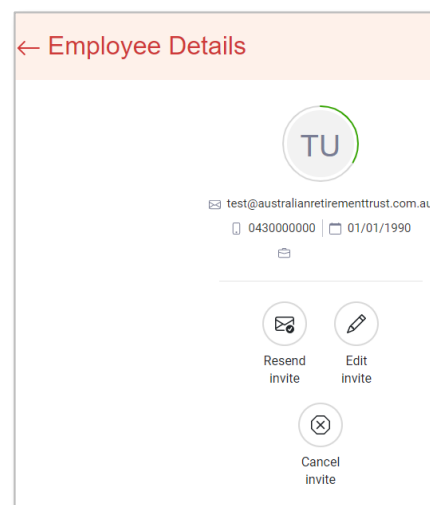 ← Employee Details
TU
test@australianretirementtrust.com.au
0430000000 01/01/1990
Resend Edit
invite invite
Cancel
invite